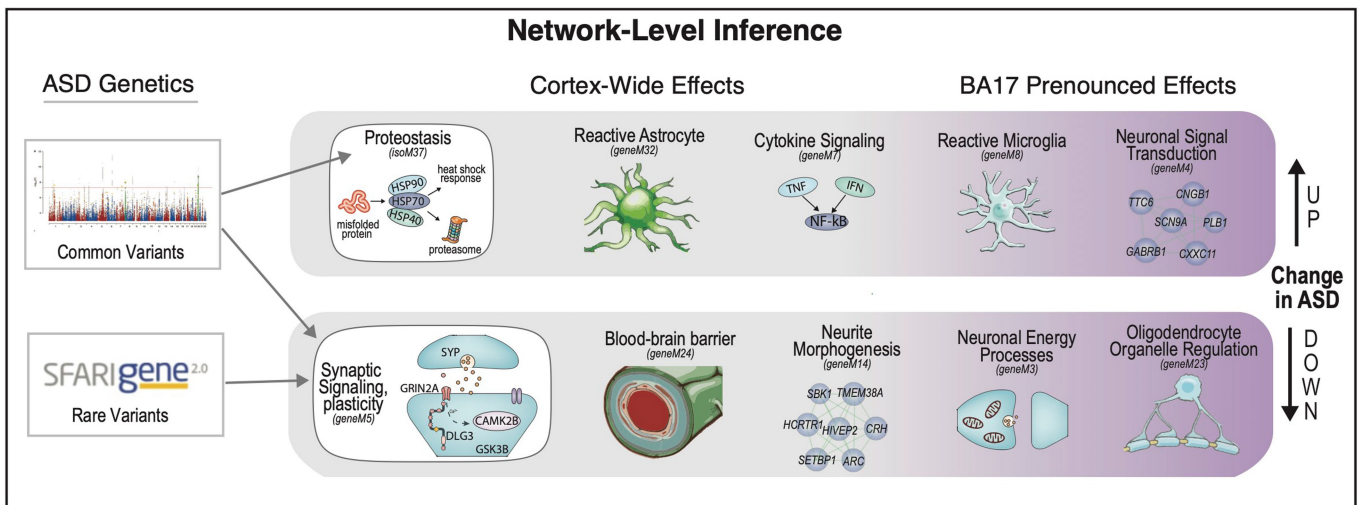 Network-Level Inference
ASD Genetics
Cortex-Wide Effects
BA17 Prenounced Effects
Common Variants
SFARI gene 2.0
Rare Variants
Proteostasis
(isoM37)
misfolded
protein
HSP90
HSP70
HSP40
heat shock
response
proteasome
Reactive Astrocyte
(geneM32)
Cytokine Signaling
(geneM7)
TNF
IFN
NF-kB
Reactive Microglia
(geneM8)
Neuronal Signal
Transduction
(geneM4)
TTC6
CNGB1
SCN9A
PLB1
GABRB1
CXXC11
UP
Change
in ASD
DOWN
Synaptic
Signaling,
plasticity
(geneM5)
SYP
GRIN2A
CAMK2B
DLG3
GSK3B
Blood-brain barrier
(geneM24)
Neurite
Morphogenesis
(geneM14)
SBK1 TMEM38A
HCRTR1 HIVEP2 CRH
SETBP1 ARC
Neuronal Energy
Processes
(geneM3)
Oligodendrocyte
Organelle Regulation
(geneM23)